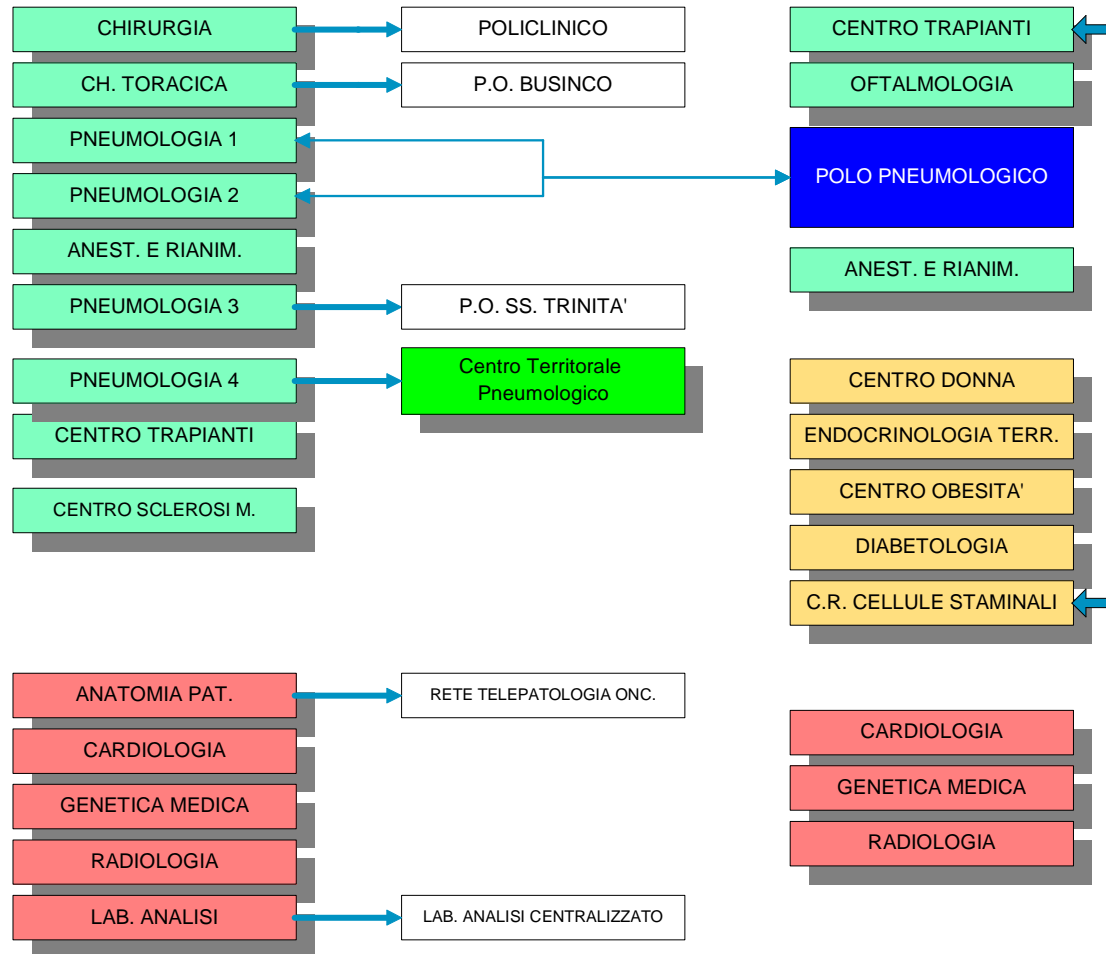 CHIRURGIA
POLICLINICO
CENTRO TRAPIANTI
CH. TORACICA
P.O. BUSINCO
OFTALMOLOGIA
PNEUMOLOGIA 1
POLO PNEUMOLOGICO
PNEUMOLOGIA 2
ANEST. E RIANIM.
ANEST. E RIANIM.
PNEUMOLOGIA 3
P.O. SS. TRINITA'
PNEUMOLOGIA 4
Centro Territorale
Pneumologico
CENTRO DONNA
CENTRO TRAPIANTI
ENDOCRINOLOGIA TERR.
CENTRO OBESITA'
CENTRO SCLEROSI M.
DIABETOLOGIA
C.R. CELLULE STAMINALI
ANATOMIA PAT.
RETE TELEPATOLOGIA ONC.
CARDIOLOGIA
CARDIOLOGIA
GENETICA MEDICA
GENETICA MEDICA
RADIOLOGIA
RADIOLOGIA
LAB. ANALISI
LAB. ANALISI CENTRALIZZATO